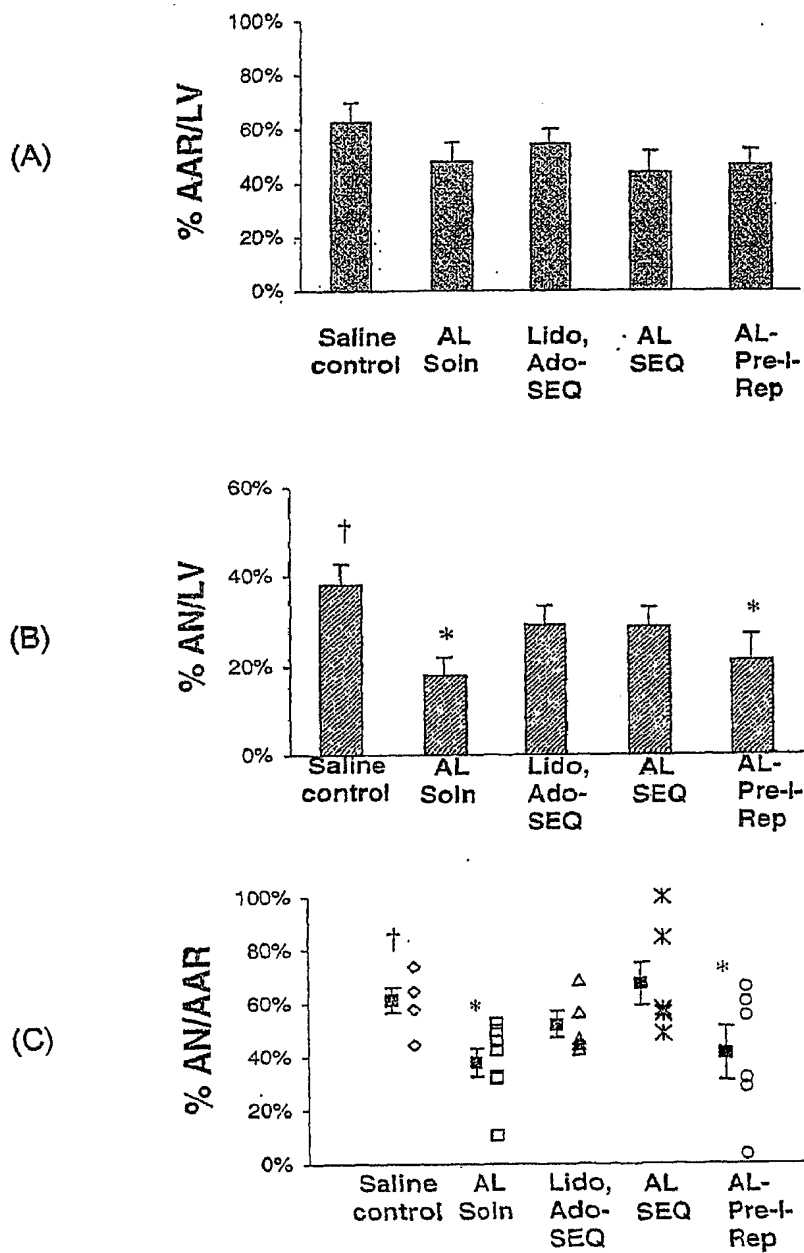 (A)
% AAR/LV
100%
80%
60%
40%
20%
0%
Saline control
AL Soln
Lido, Ado-SEQ
AL SEQ
AL-Pre-I-Rep
(B)
% AN/LV
60%
40%
20%
0%
†
*
*
Saline control
AL Soln
Lido, Ado-SEQ
AL SEQ
AL-Pre-I-Rep
(C)
% AN/AAR
100%
80%
60%
40%
20%
0%
†
*
*
Saline control
AL Soln
Lido, Ado-SEQ
AL SEQ
AL-Pre-I-Rep